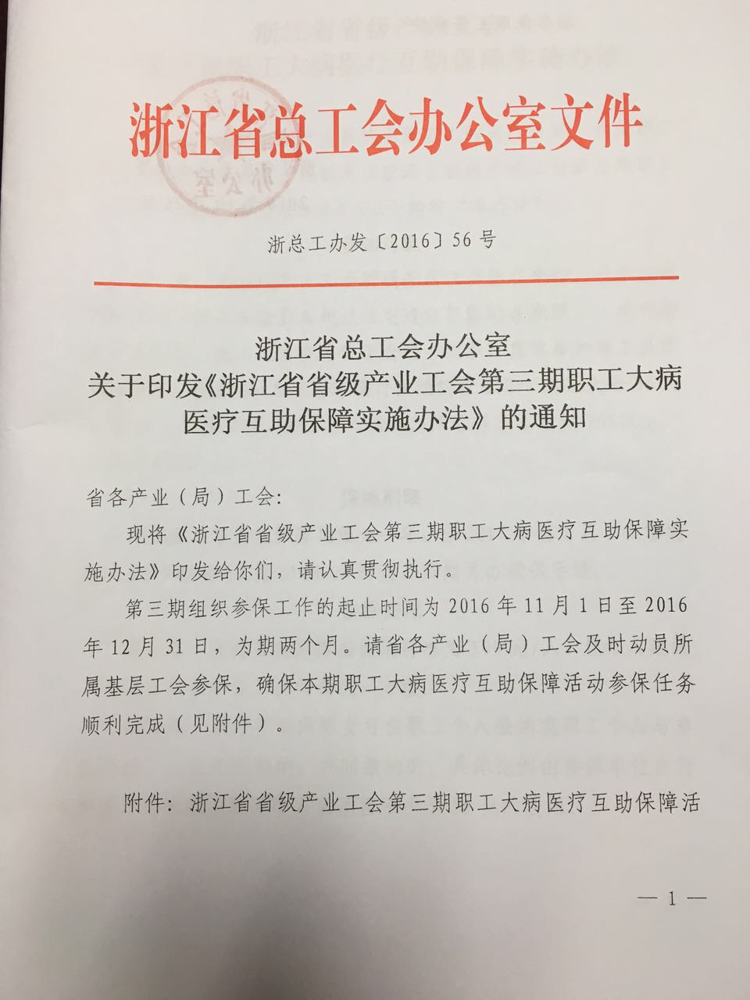 浙江省总工会办公室文件
浙总工办发〔2016〕56号
浙江省总工会办公室
关于印发《浙江省省级产业工会第三期职工大病
医疗互助保障实施办法》的通知
省各产业（局）工会：
现将《浙江省省级产业工会第三期职工大病医疗互助保障实
施办法》印发给你们，请认真贯彻执行。
第三期组织参保工作的起止时间为2016年11月1日至2016
年12月31日，为期两个月。请省各产业（局）工会及时动员所
属基层工会参保，确保本期职工大病医疗互助保障活动参保任务
顺利完成（见附件）。
附件：浙江省省级产业工会第三期职工大病医疗互助保障活
— 1 —